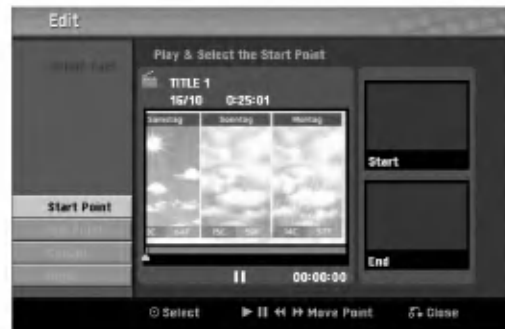 Edit
Play & Select the Start Point
TITLE 1
16/10 0:25:01
Samstag Sonntag Montag
Start
Start Point
End
00:00:00
Select Move Point Close